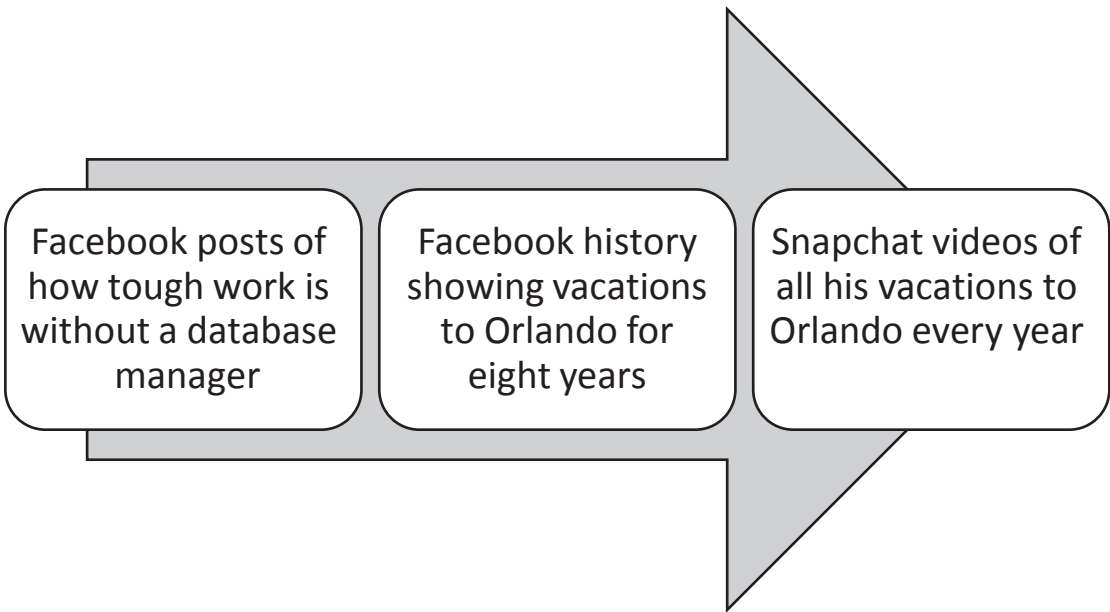 Facebook posts of
how tough work is
without a database
manager
Facebook history
showing vacations
to Orlando for
eight years
Snapchat videos of
all his vacations to
Orlando every year